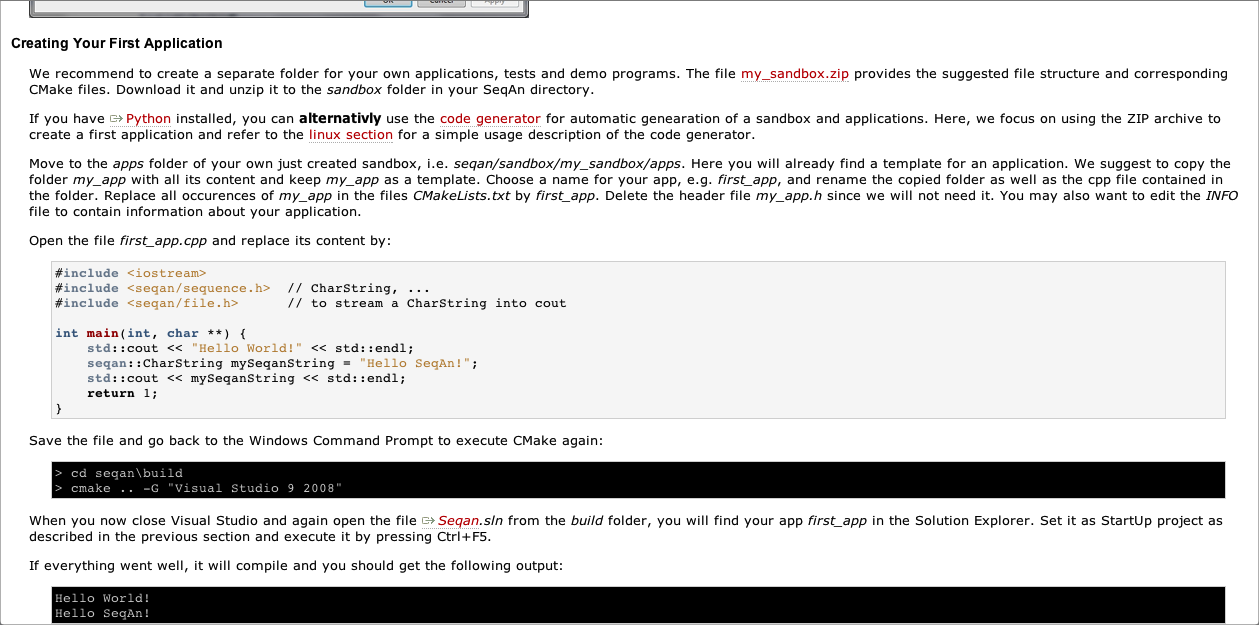 OK Cancel Apply
Creating Your First Application
We recommend to create a separate folder for your own applications, tests and demo programs. The file my_sandbox.zip provides the suggested file structure and corresponding
CMake files. Download it and unzip it to the sandbox folder in your SeqAn directory.
If you have Python installed, you can alternativly use the code generator for automatic genearation of a sandbox and applications. Here, we focus on using the ZIP archive to
create a first application and refer to the linux section for a simple usage description of the code generator.
Move to the apps folder of your own just created sandbox, i.e. seqan/sandbox/my_sandbox/apps. Here you will already find a template for an application. We suggest to copy the
folder my_app with all its content and keep my_app as a template. Choose a name for your app, e.g. first_app, and rename the copied folder as well as the cpp file contained in
the folder. Replace all occurences of my_app in the files CMakeLists.txt by first_app. Delete the header file my_app.h since we will not need it. You may also want to edit the INFO
file to contain information about your application.
Open the file first_app.cpp and replace its content by:
#include <iostream>
#include <seqan/sequence.h>  // CharString, ...
#include <seqan/file.h>      // to stream a CharString into cout
int main(int, char **) {
    std::cout << "Hello World!" << std::endl;
    seqan::CharString mySeqanString = "Hello SeqAn!";
    std::cout << mySeqanString << std::endl;
    return 1;
}
Save the file and go back to the Windows Command Prompt to execute CMake again:
> cd seqan\build
> cmake .. -G "Visual Studio 9 2008"
When you now close Visual Studio and again open the file Seqan.sln from the build folder, you will find your app first_app in the Solution Explorer. Set it as StartUp project as
described in the previous section and execute it by pressing Ctrl+F5.
If everything went well, it will compile and you should get the following output:
Hello World!
Hello SeqAn!